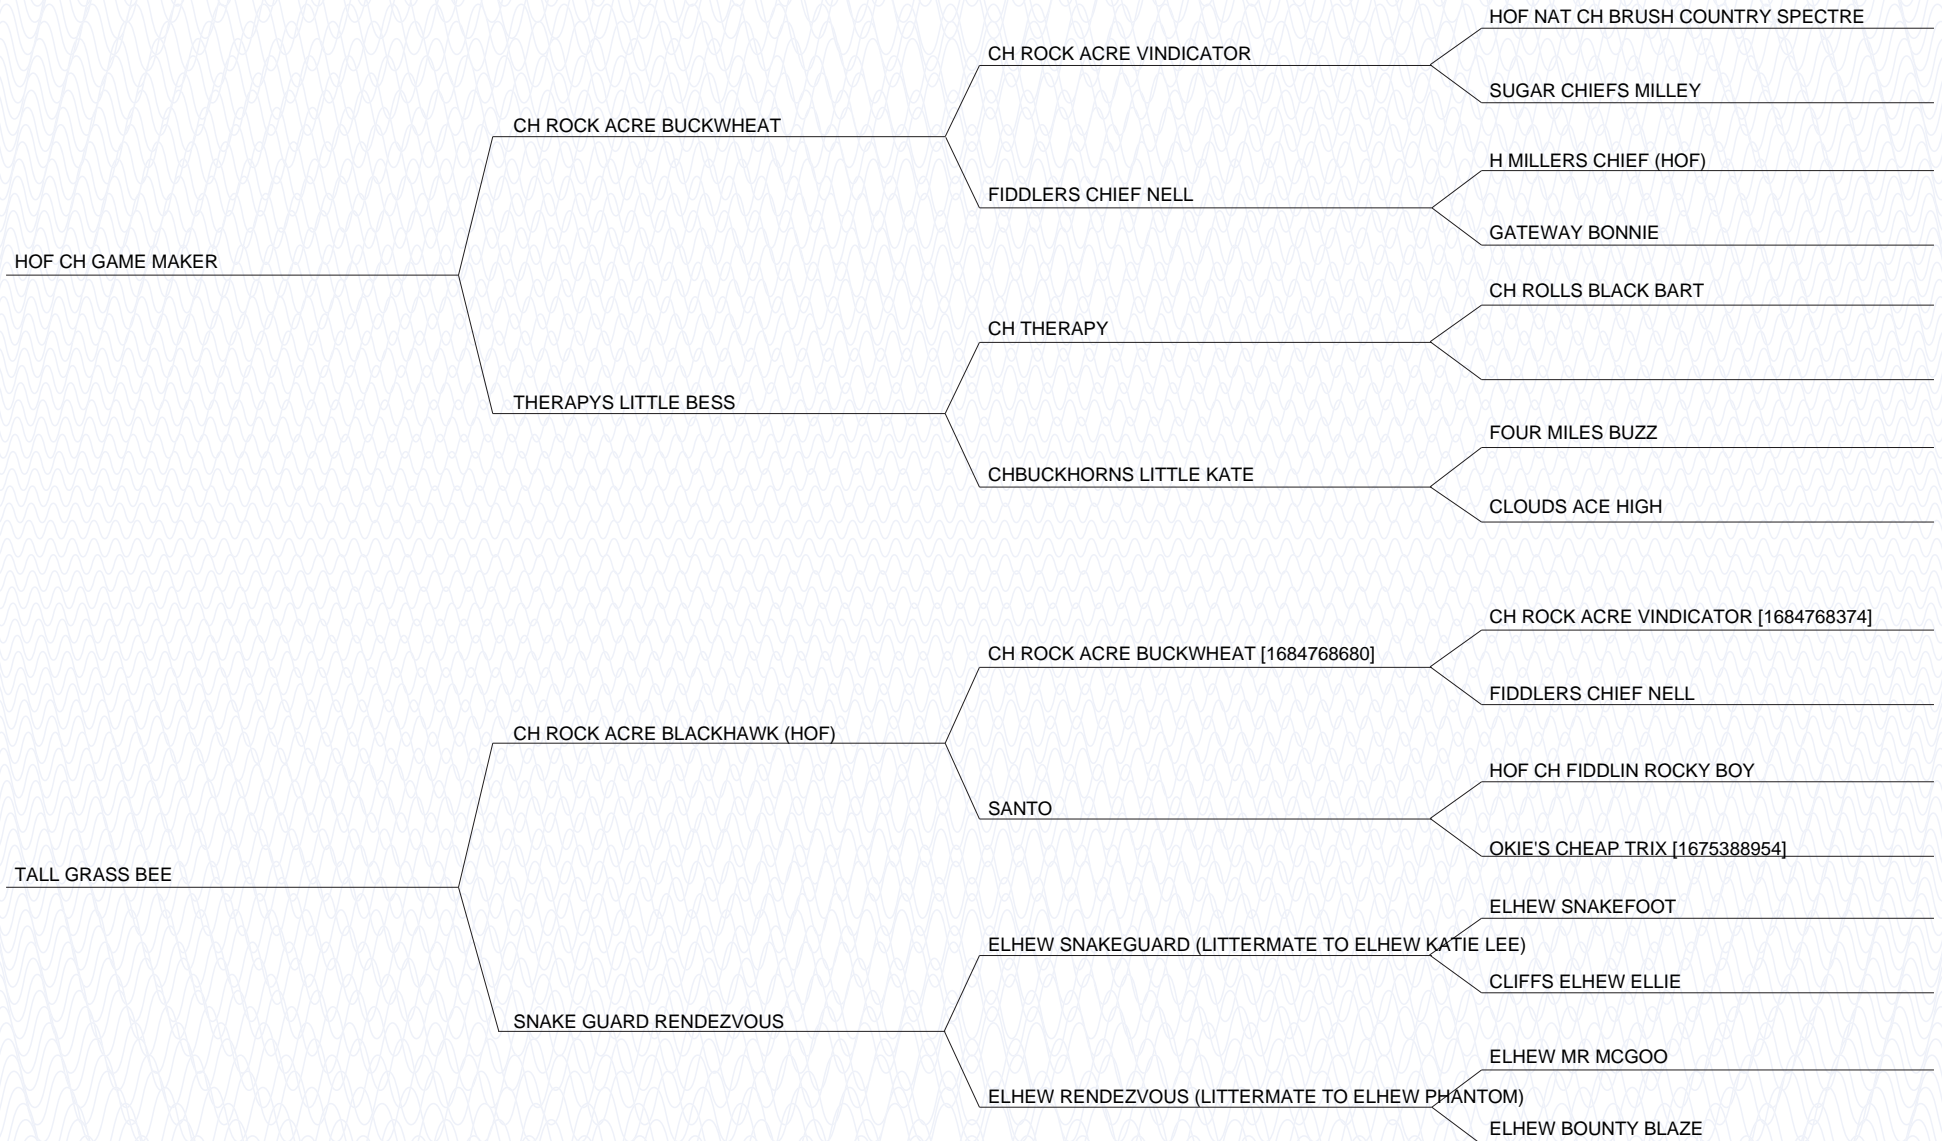 HOF NAT CH BRUSH COUNTRY SPECTRE
CH ROCK ACRE VINDICATOR
SUGAR CHIEFS MILLEY
CH ROCK ACRE BUCKWHEAT
H MILLERS CHIEF (HOF)
FIDDLERS CHIEF NELL
GATEWAY BONNIE
HOF CH GAME MAKER
CH ROLLS BLACK BART
CH THERAPY
THERAPYS LITTLE BESS
FOUR MILES BUZZ
CHBUCKHORNS LITTLE KATE
CLOUDS ACE HIGH
CH ROCK ACRE VINDICATOR [1684768374]
CH ROCK ACRE BUCKWHEAT [1684768680]
FIDDLERS CHIEF NELL
CH ROCK ACRE BLACKHAWK (HOF)
HOF CH FIDDLIN ROCKY BOY
SANTO
OKIE'S CHEAP TRIX [1675388954]
TALL GRASS BEE
ELHEW SNAKEFOOT
ELHEW SNAKEGUARD (LITTERMATE TO ELHEW KATIE LEE)
CLIFFS ELHEW ELLIE
SNAKE GUARD RENDEZVOUS
ELHEW MR MCGOO
ELHEW RENDEZVOUS (LITTERMATE TO ELHEW PHANTOM)
ELHEW BOUNTY BLAZE